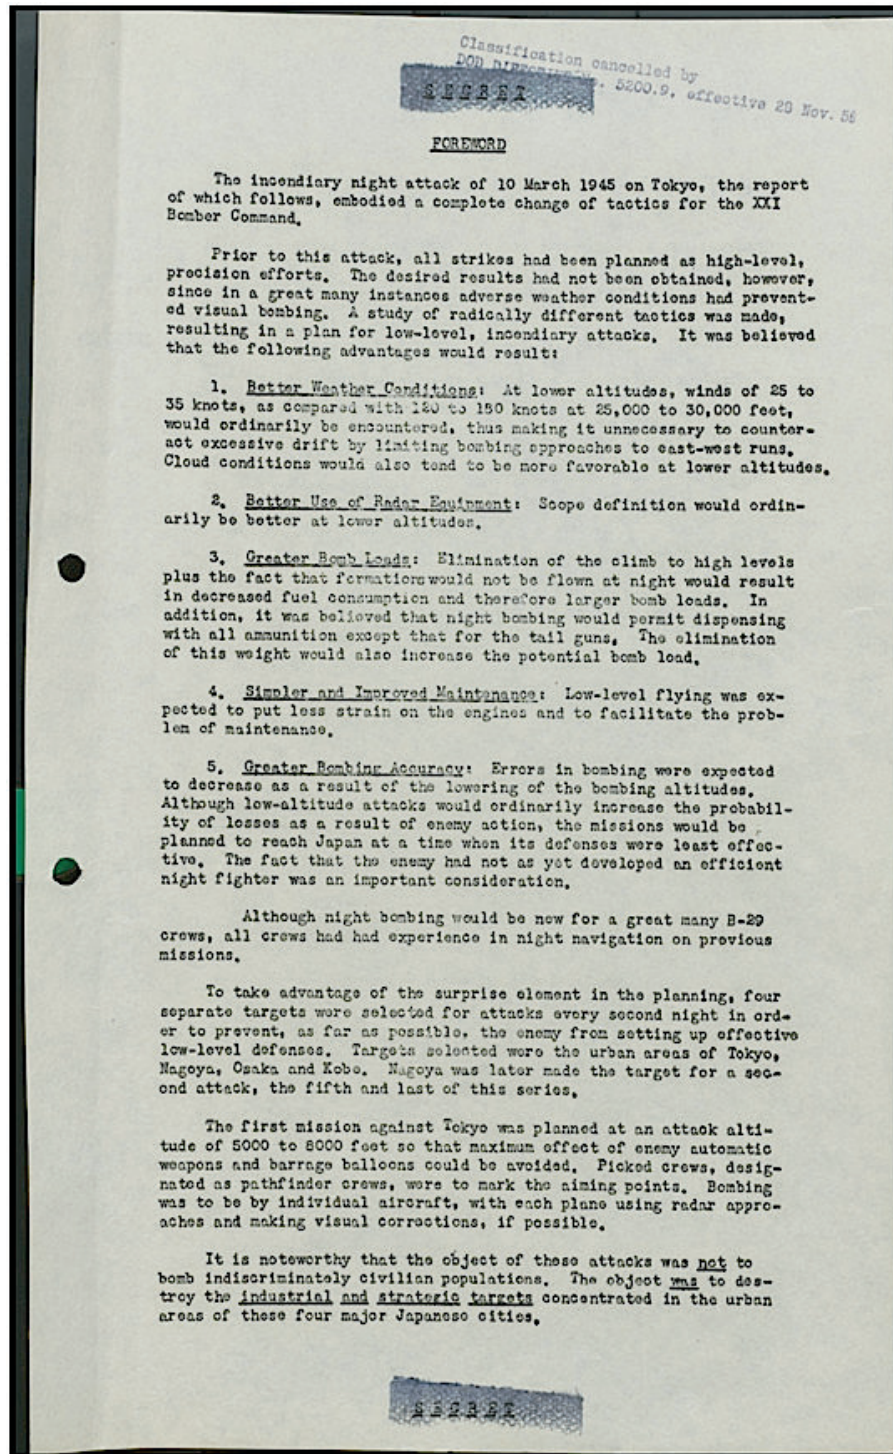 Classification cancelled by
DOD 5200.9, effective 28 Nov. 58
SECRET
FOREWORD
The incendiary night attack of 10 March 1945 on Tokyo, the report
of which follows, embodied a complete change of tactics for the XXI
Bomber Command.
Prior to this attack, all strikes had been planned as high-level,
precision efforts. The desired results had not been obtained, however,
since in a great many instances adverse weather conditions had prevent-
ed visual bombing. A study of radically different tactics was made,
resulting in a plan for low-level, incendiary attacks. It was believed
that the following advantages would result:
1. Better Weather Conditions: At lower altitudes, winds of 25 to
35 knots, as compared with 120 to 180 knots at 25,000 to 30,000 feet,
would ordinarily be encountered, thus making it unnecessary to counter-
act excessive drift by limiting bombing approaches to east-west runs.
Cloud conditions would also tend to be more favorable at lower altitudes.
2. Better Use of Radar Equipment: Scope definition would ordin-
arily be better at lower altitudes.
3. Greater Bomb Loads: Elimination of the climb to high levels
plus the fact that formations would not be flown at night would result
in decreased fuel consumption and therefore larger bomb loads. In
addition, it was believed that night bombing would permit dispensing
with all ammunition except that for the tail guns. The elimination
of this weight would also increase the potential bomb load.
4. Simpler and Improved Maintenance: Low-level flying was ex-
pected to put less strain on the engines and to facilitate the prob-
lem of maintenance.
5. Greater Bombing Accuracy: Errors in bombing were expected
to decrease as a result of the lowering of the bombing altitudes.
Although low-altitude attacks would ordinarily increase the probabil-
ity of losses as a result of enemy action, the missions would be
planned to reach Japan at a time when its defenses were least effec-
tive. The fact that the enemy had not as yet developed an efficient
night fighter was an important consideration.
Although night bombing would be new for a great many B-29
crews, all crews had had experience in night navigation on previous
missions.
To take advantage of the surprise element in the planning, four
separate targets were selected for attacks every second night in ord-
er to prevent, as far as possible, the enemy from setting up effective
low-level defenses. Targets selected were the urban areas of Tokyo,
Nagoya, Osaka and Kobe. Nagoya was later made the target for a sec-
ond attack, the fifth and last of this series.
The first mission against Tokyo was planned at an attack alti-
tude of 5000 to 8000 feet so that maximum effect of enemy automatic
weapons and barrage balloons could be avoided. Picked crews, desig-
nated as pathfinder crews, were to mark the aiming points. Bombing
was to be by individual aircraft, with each plane using radar appro-
aches and making visual corrections, if possible.
It is noteworthy that the object of these attacks was not to
bomb indiscriminately civilian populations. The object was to des-
troy the industrial and strategic targets concentrated in the urban
areas of these four major Japanese cities.
SECRET